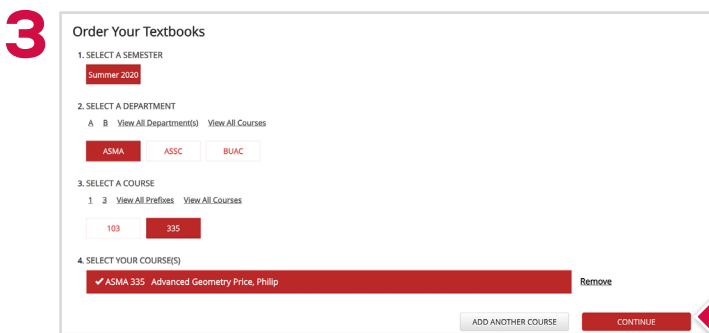 3
Order Your Textbooks
1. SELECT A SEMESTER
Summer 2020
2. SELECT A DEPARTMENT
A B View All Department(s) View All Courses
ASMA ASSC BUAC
3. SELECT A COURSE
1 3 View All Prefixes View All Courses
103 335
4. SELECT YOUR COURSE(S)
✔ ASMA 335 Advanced Geometry Price, Philip Remove
ADD ANOTHER COURSE CONTINUE